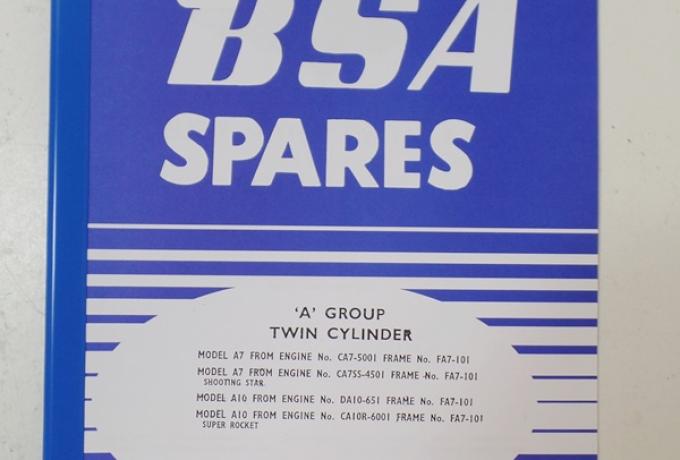 BSA
SPARES
'A' GROUP
TWIN CYLINDER
MODEL A7 FROM ENGINE No. CA7-5001 FRAME No. FA7-101
MODEL A7 FROM ENGINE No. CA7SS-4501 FRAME No. FA7-101
SHOOTING STAR
MODEL A10 FROM ENGINE No. DA10-651 FRAME No. FA7-101
MODEL A10 FROM ENGINE No. CA10R-6001 FRAME No. FA7-101
SUPER ROCKET